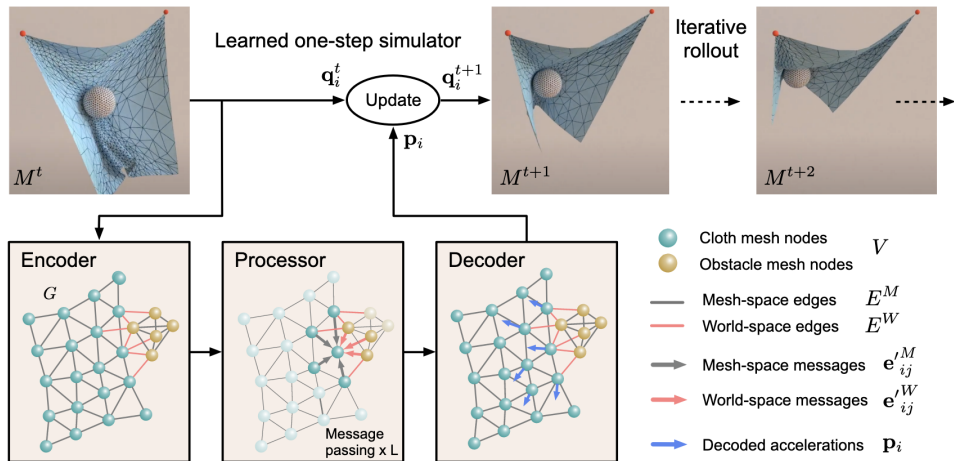 Learned one-step simulator
Iterative
rollout
q_i^t
Update
q_i^{t+1}
p_i
M^t
M^{t+1}
M^{t+2}
Encoder
G
Processor
Message
passing x L
Decoder
Cloth mesh nodes
V
Obstacle mesh nodes
Mesh-space edges E^M
World-space edges E^W
Mesh-space messages e'^M_{ij}
World-space messages e'^W_{ij}
Decoded accelerations p_i